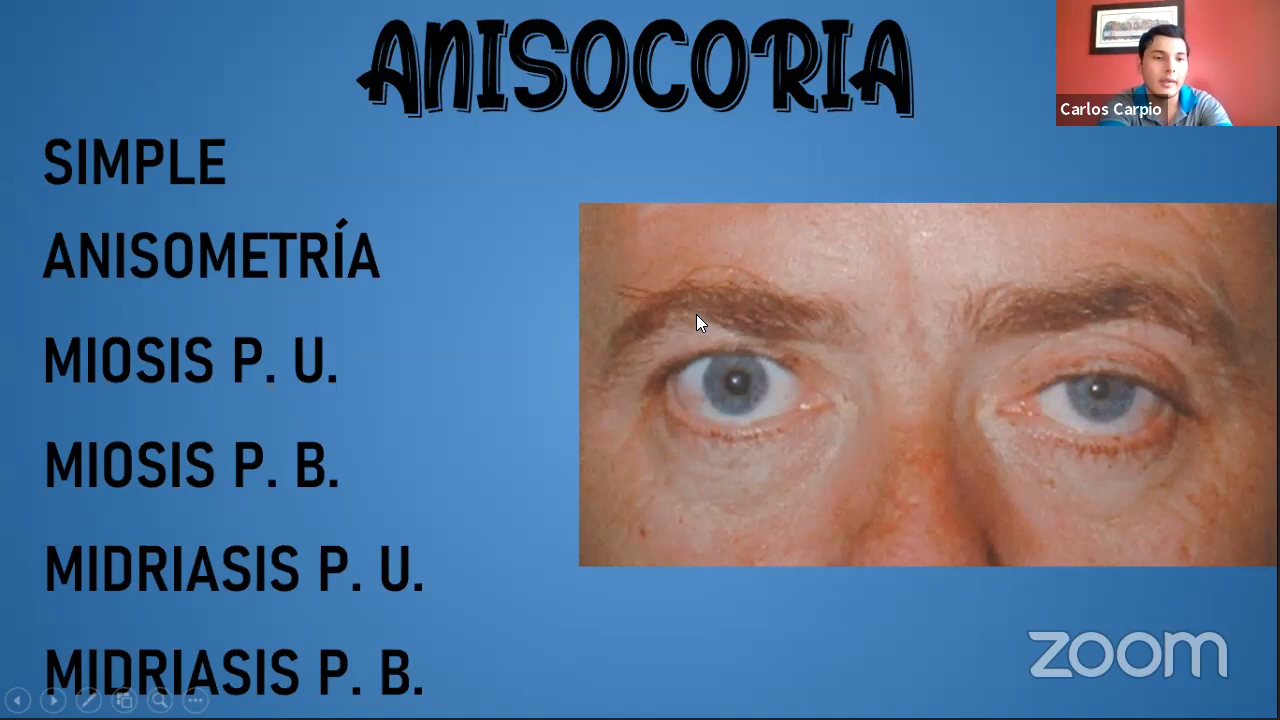 ANISOCORIA
Carlos Carpio
SIMPLE
ANISOMETRÍA
MIOSIS P. U.
MIOSIS P. B.
MIDRIASIS P. U.
MIDRIASIS P. B.
zoom